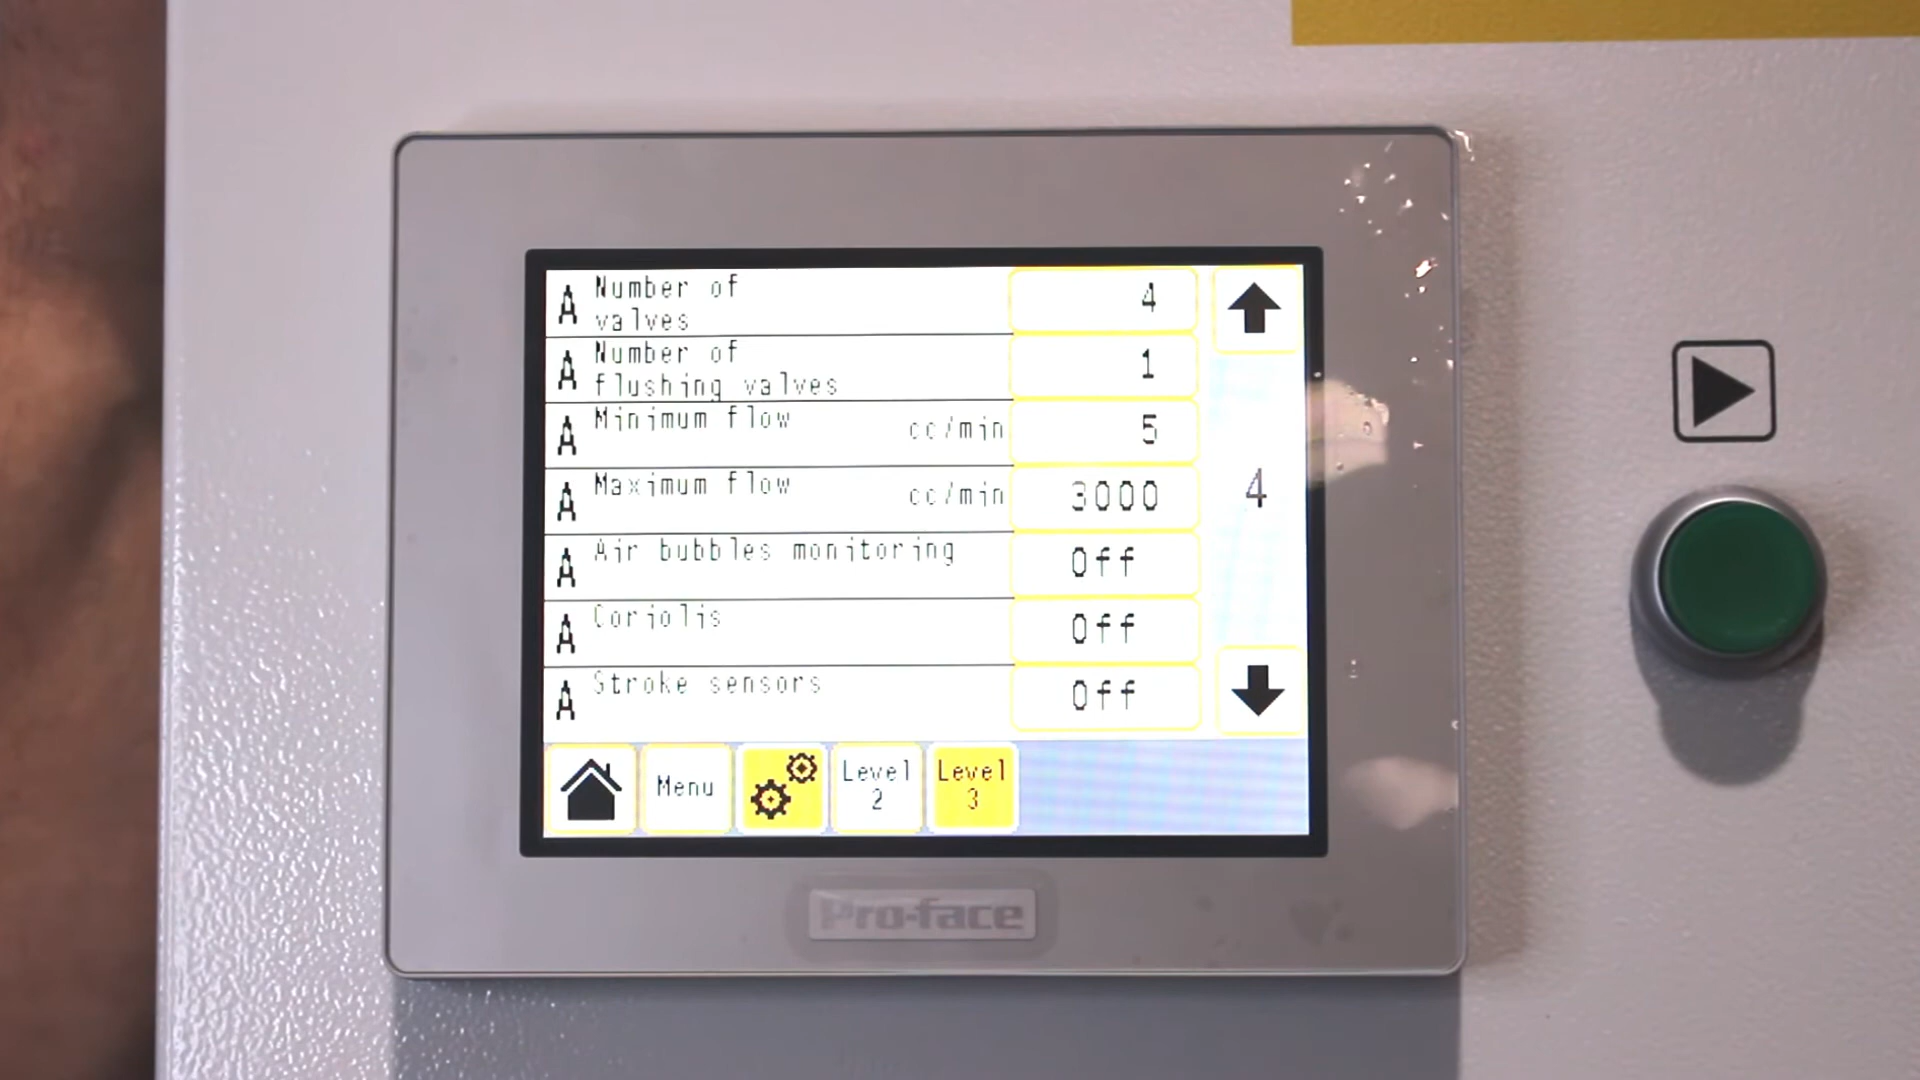 A Number of
valves 4
A Number of
flushing valves 1
A Minimum flow cc/min 5
A Maximum flow cc/min 3000
4
A Air bubbles monitoring Off
A Coriolis Off
A Stroke sensors Off
Menu
Level
2
Level
3
Pro-face